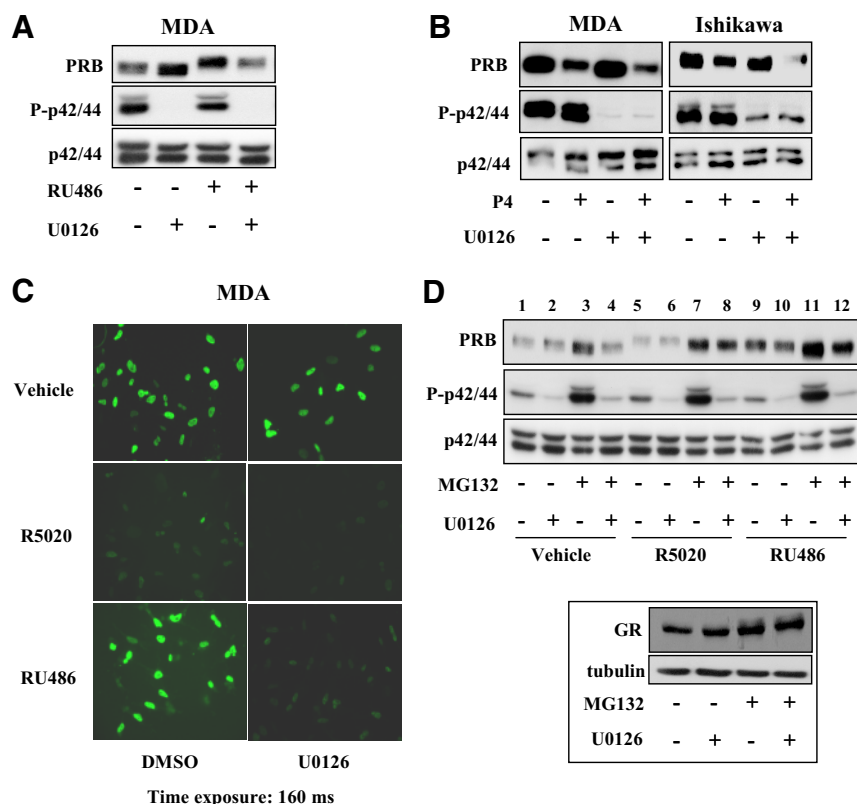 A
MDA
PRB
P-p42/44
p42/44
RU486 - - + +
U0126 - + - +
B
MDA Ishikawa
PRB
P-p42/44
p42/44
P4 - + - + - + - +
U0126 - - + + - - + +
C
MDA
Vehicle
R5020
RU486
DMSO U0126
Time exposure: 160 ms
D
1 2 3 4 5 6 7 8 9 10 11 12
PRB
P-p42/44
p42/44
MG132 - - + + - - + + - - + +
U0126 - + - + - + - + - + - +
Vehicle R5020 RU486
GR
tubulin
MG132 - - + +
U0126 - + - +